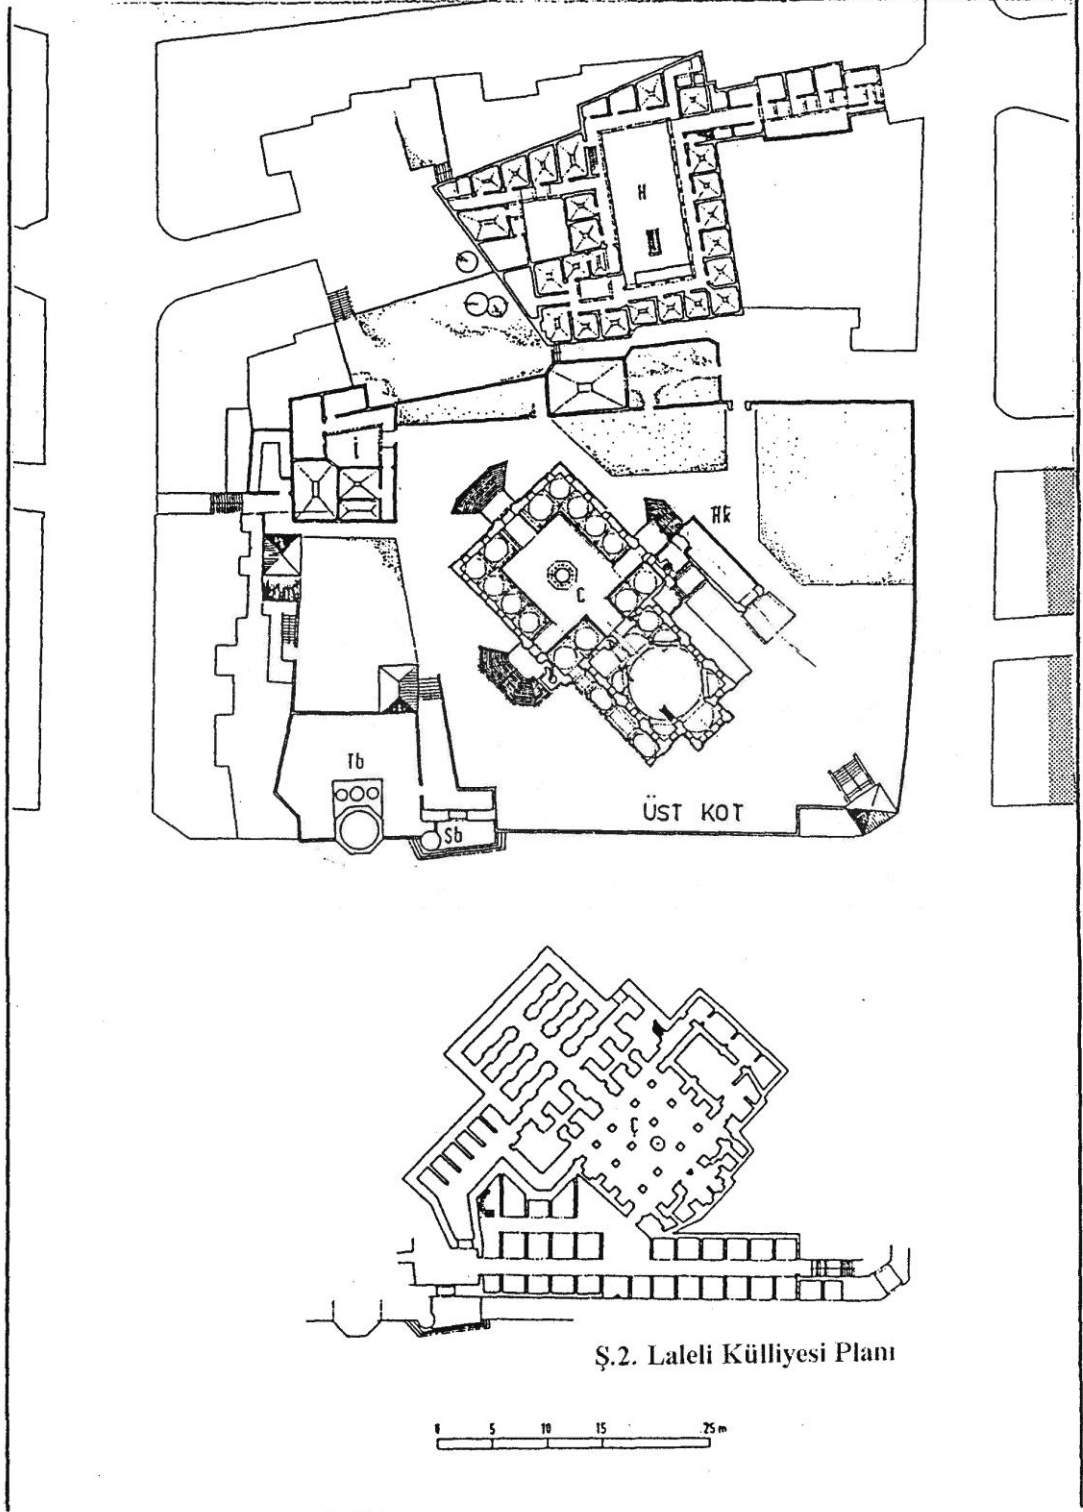 H
İ
Hk
C
Tb
Sb
ÜST KOT
Ç
Ş.2. Laleli Külliyesi Planı
0 5 10 15 25 m